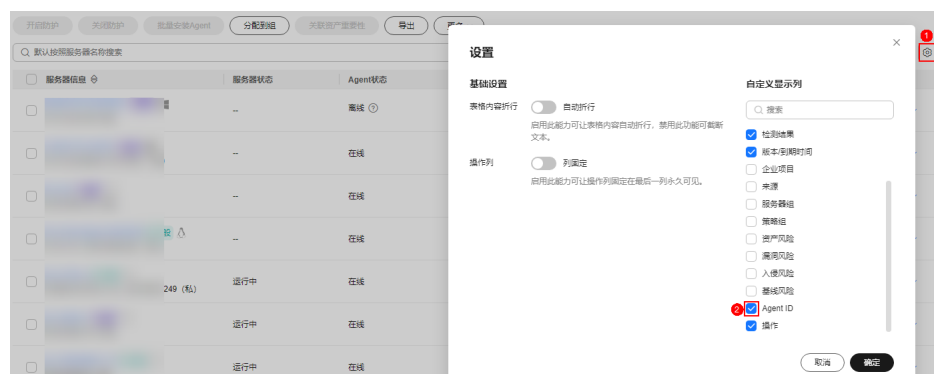 开启防护 关闭防护 批量安装Agent 分配到组 关联资产重要性 导出
默认按照服务器名称搜索
服务器信息 服务器状态 Agent状态
-- 离线
-- 在线
-- 在线
-- 在线
249（私） 运行中 在线
运行中 在线
运行中 在线
1
设置
基础设置
表格内容折行 自动折行
启用此能力可让表格内容自动折行，禁用此功能可截断
文本。
操作列 列固定
启用此能力可让操作列固定在最后一列永久可见。
自定义显示列
搜索
检测结果
版本/到期时间
企业项目
来源
服务器组
策略组
资产风险
漏洞风险
入侵风险
基线风险
2 Agent ID
操作
取消 确定